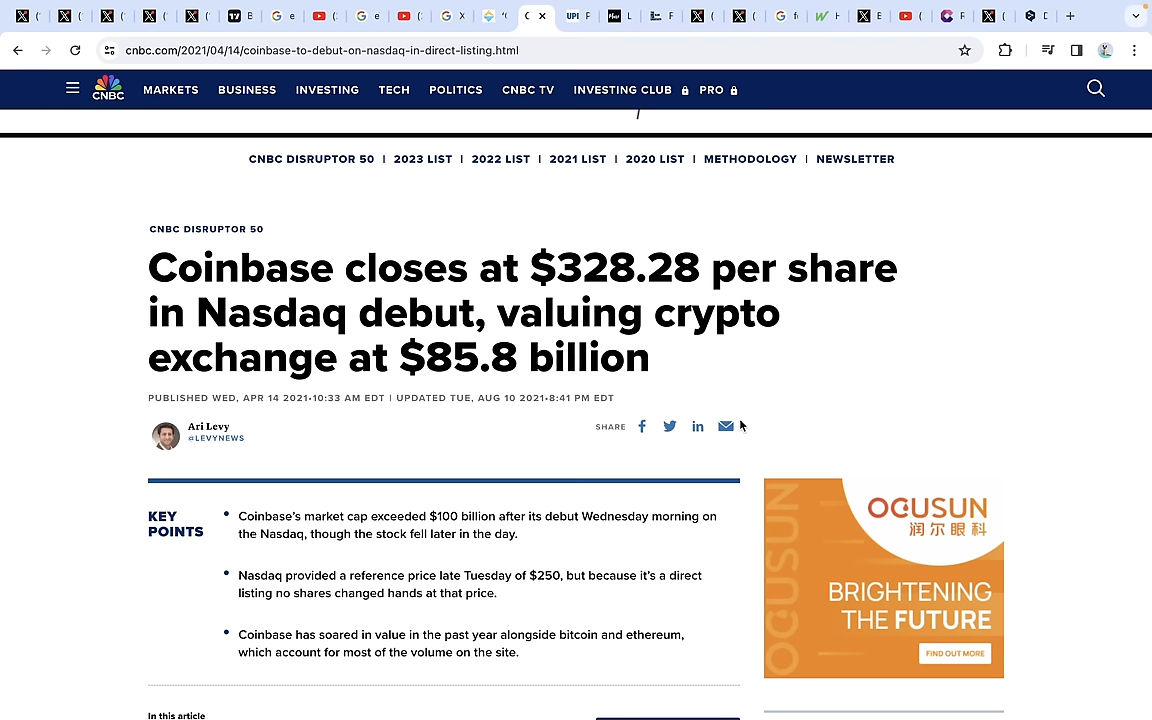 cnbc.com/2021/04/14/coinbase-to-debut-on-nasdaq-in-direct-listing.html
CNBC
MARKETS BUSINESS INVESTING TECH POLITICS CNBC TV INVESTING CLUB PRO
CNBC DISRUPTOR 50 | 2023 LIST | 2022 LIST | 2021 LIST | 2020 LIST | METHODOLOGY | NEWSLETTER
CNBC DISRUPTOR 50
Coinbase closes at $328.28 per share
in Nasdaq debut, valuing crypto
exchange at $85.8 billion
PUBLISHED WED, APR 14 2021•10:33 AM EDT | UPDATED TUE, AUG 10 2021•8:41 PM EDT
Ari Levy
@LEVYNEWS
SHARE
KEY
POINTS
• Coinbase’s market cap exceeded $100 billion after its debut Wednesday morning on
the Nasdaq, though the stock fell later in the day.
• Nasdaq provided a reference price late Tuesday of $250, but because it’s a direct
listing no shares changed hands at that price.
• Coinbase has soared in value in the past year alongside bitcoin and ethereum,
which account for most of the volume on the site.
In this article
OCUSUN
OCUSUN
润尔眼科
BRIGHTENING
THE FUTURE
FIND OUT MORE